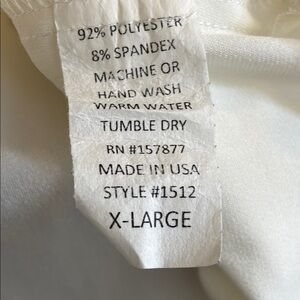 92% POLYESTER
8% SPANDEX
MACHINE OR
HAND WASH
WARM WATER
TUMBLE DRY
RN #157877
MADE IN USA
STYLE #1512
X-LARGE